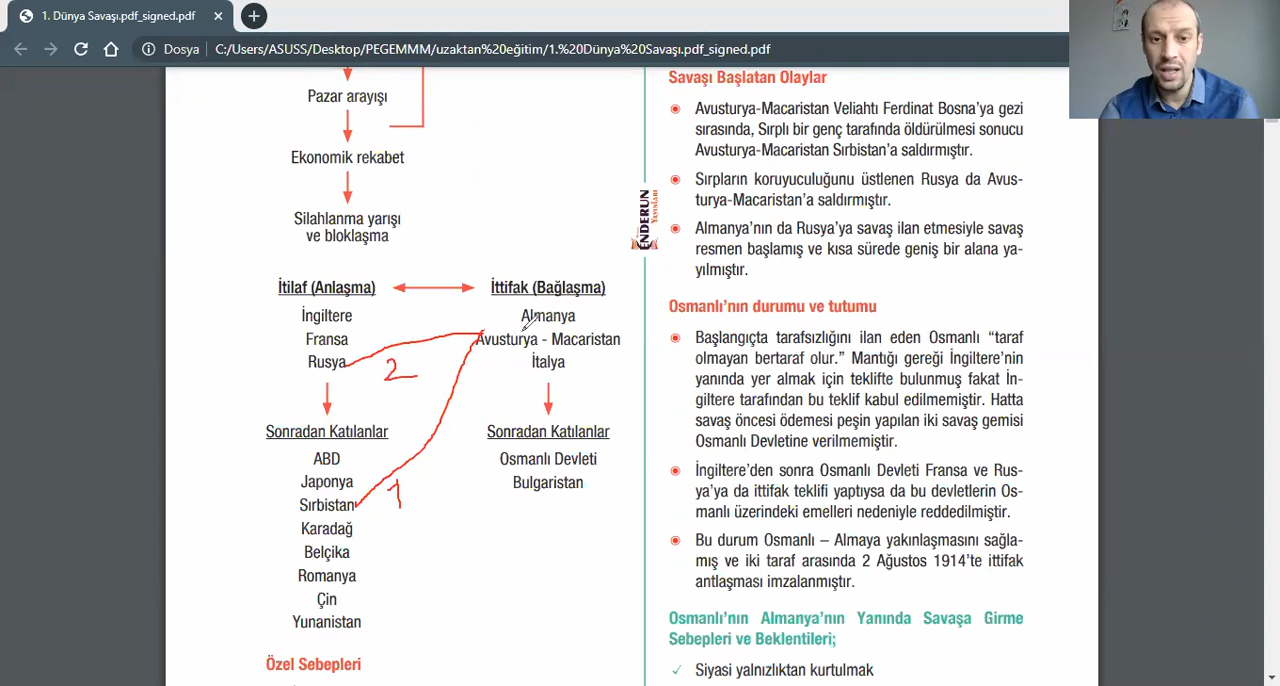 1. Dünya Savaşı.pdf_signed.pdf
Dosya
C:/Users/ASUSS/Desktop/PEGEMMM/uzaktan%20eğitim/1.%20Dünya%20Savaşı.pdf_signed.pdf
Pazar arayışı
Ekonomik rekabet
Silahlanma yarışı
ve bloklaşma
İtilaf (Anlaşma)
İngiltere
Fransa
Rusya
Sonradan Katılanlar
ABD
Japonya
Sırbistan
Karadağ
Belçika
Romanya
Çin
Yunanistan
İttifak (Bağlaşma)
Almanya
Avusturya - Macaristan
İtalya
Sonradan Katılanlar
Osmanlı Devleti
Bulgaristan
2
1
Özel Sebepleri
ENDERUN
YAYINLARI
Savaşı Başlatan Olaylar
Avusturya-Macaristan Veliahtı Ferdinat Bosna'ya gezi
sırasında, Sırplı bir genç tarafında öldürülmesi sonucu
Avusturya-Macaristan Sırbistan'a saldırmıştır.
Sırpların koruyuculuğunu üstlenen Rusya da Avus-
turya-Macaristan'a saldırmıştır.
Almanya'nın da Rusya'ya savaş ilan etmesiyle savaş
resmen başlamış ve kısa sürede geniş bir alana ya-
yılmıştır.
Osmanlı'nın durumu ve tutumu
Başlangıçta tarafsızlığını ilan eden Osmanlı “taraf
olmayan bertaraf olur.” Mantığı gereği İngiltere'nin
yanında yer almak için teklifte bulunmuş fakat İn-
giltere tarafından bu teklif kabul edilmemiştir. Hatta
savaş öncesi ödemesi peşin yapılan iki savaş gemisi
Osmanlı Devletine verilmemiştir.
İngiltere'den sonra Osmanlı Devleti Fransa ve Rus-
ya'ya da ittifak teklifi yaptıysa da bu devletlerin Os-
manlı üzerindeki emelleri nedeniyle reddedilmiştir.
Bu durum Osmanlı – Almaya yakınlaşmasını sağla-
mış ve iki taraf arasında 2 Ağustos 1914'te ittifak
antlaşması imzalanmıştır.
Osmanlı'nın Almanya'nın Yanında Savaşa Girme
Sebepleri ve Beklentileri;
Siyasi yalnızlıktan kurtulmak